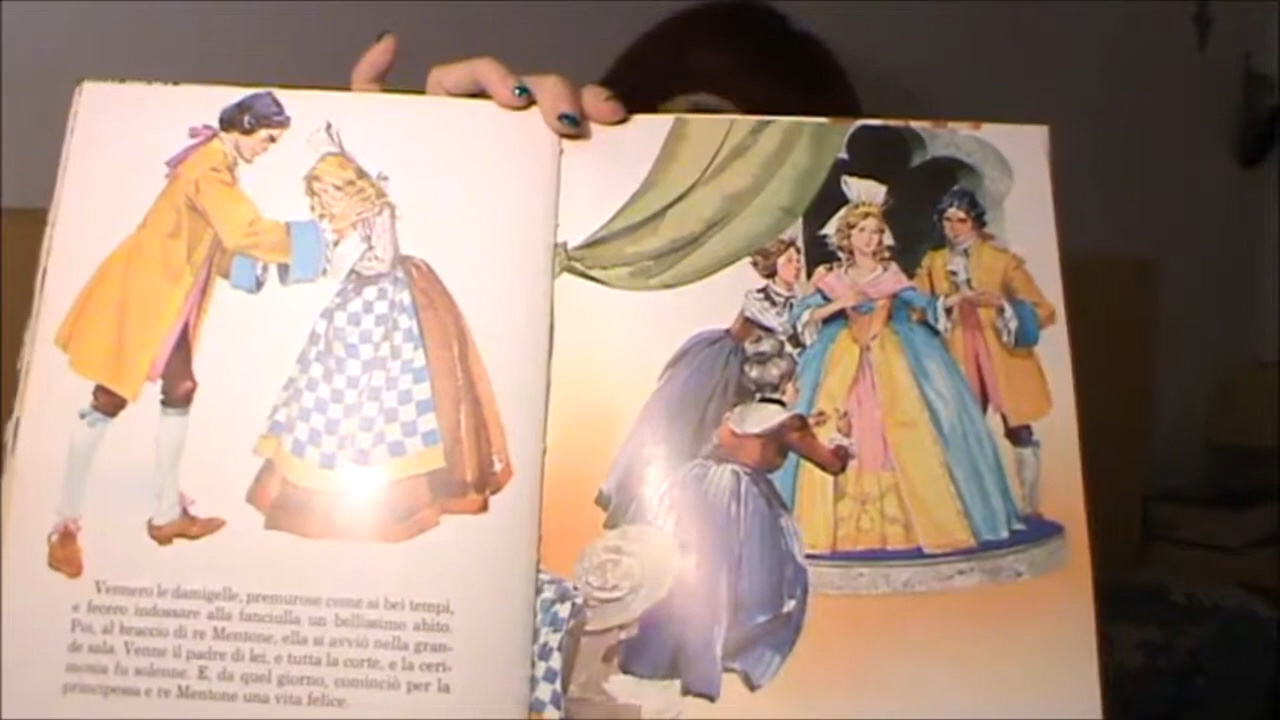 Vennero le damigelle, premurose come ai bei tempi,
e fecero indossare alla fanciulla un bellissimo abito.
Poi, al braccio di re Mentone, ella si avviò nella gran-
de sala. Venne il padre di lei, e tutta la corte, e la ceri-
monia fu solenne. E, da quel giorno, cominciò per la
principessa e re Mentone una vita felice.